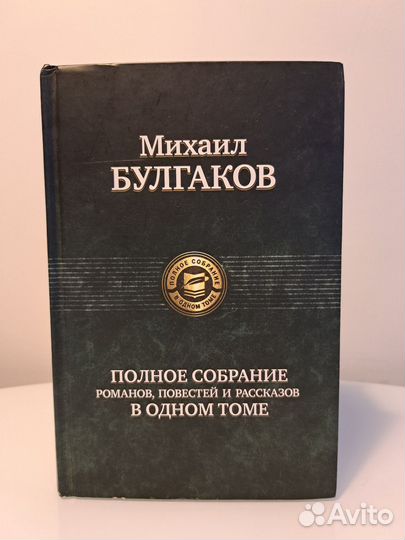 Михаил
БУЛГАКОВ
ПОЛНОЕ СОБРАНИЕ
В ОДНОМ ТОМЕ
ПОЛНОЕ СОБРАНИЕ
РОМАНОВ, ПОВЕСТЕЙ И РАССКАЗОВ
В ОДНОМ ТОМЕ
Avito